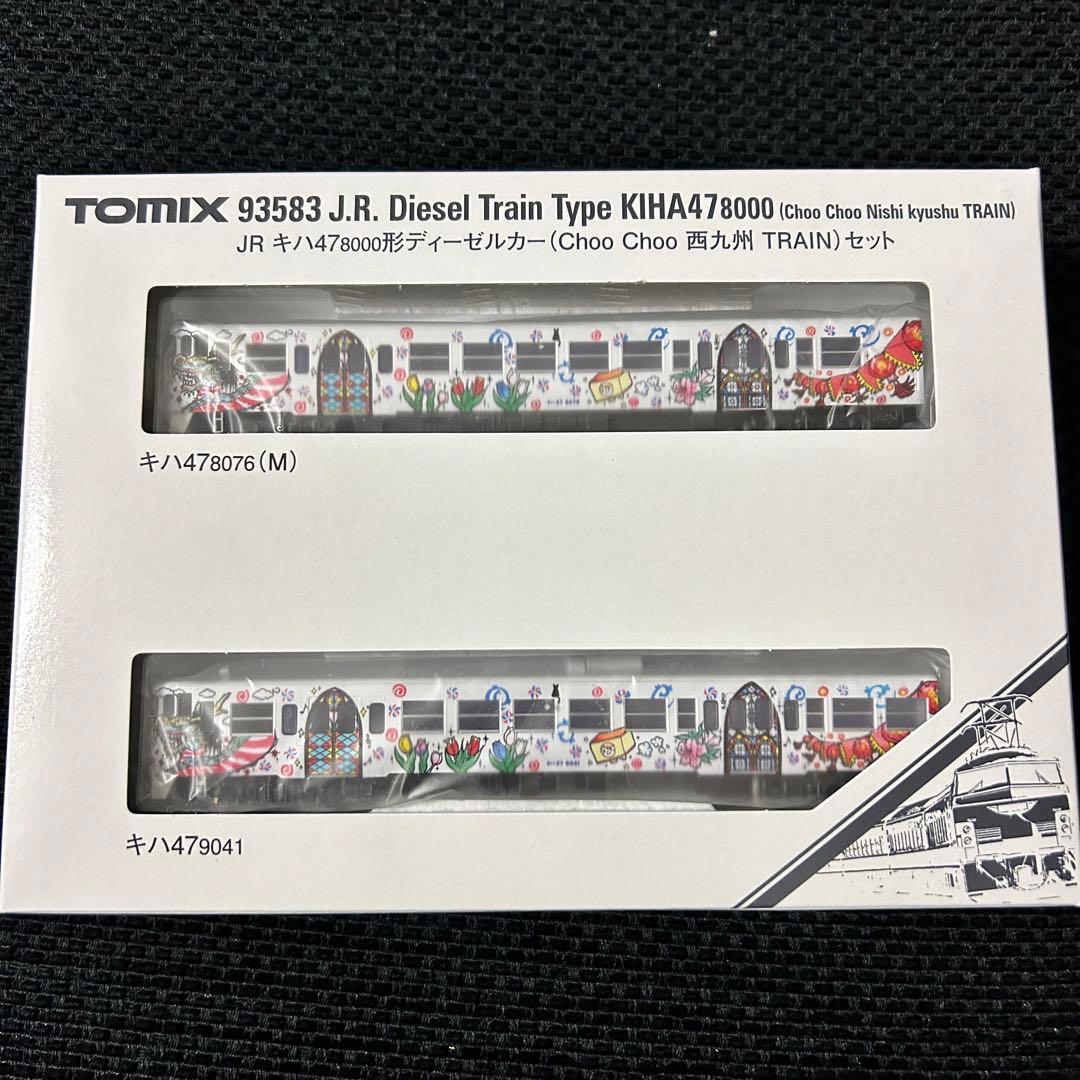 TOMIX 93583 J.R. Diesel Train Type KIHA478000 (Choo Choo Nishi kyushu TRAIN)
JR キハ478000形ディーゼルカー(Choo Choo 西九州 TRAIN)セット
キハ478076(M)
キハ479041